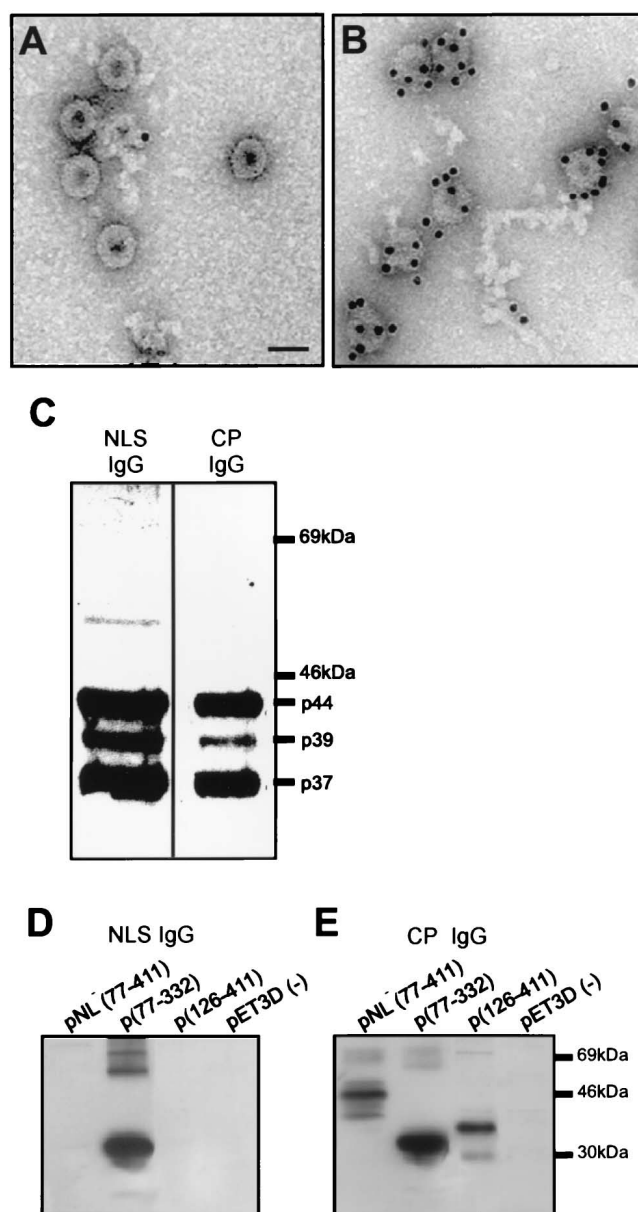 A
B
C
NLS IgG
CP IgG
69kDa
46kDa
p44
p39
p37
D
NLS IgG
pNL⁻(77-411)
p(77-332)
p(126-411)
pET3D (-)
E
CP IgG
pNL⁻(77-411)
p(77-332)
p(126-411)
pET3D (-)
69kDa
46kDa
30kDa